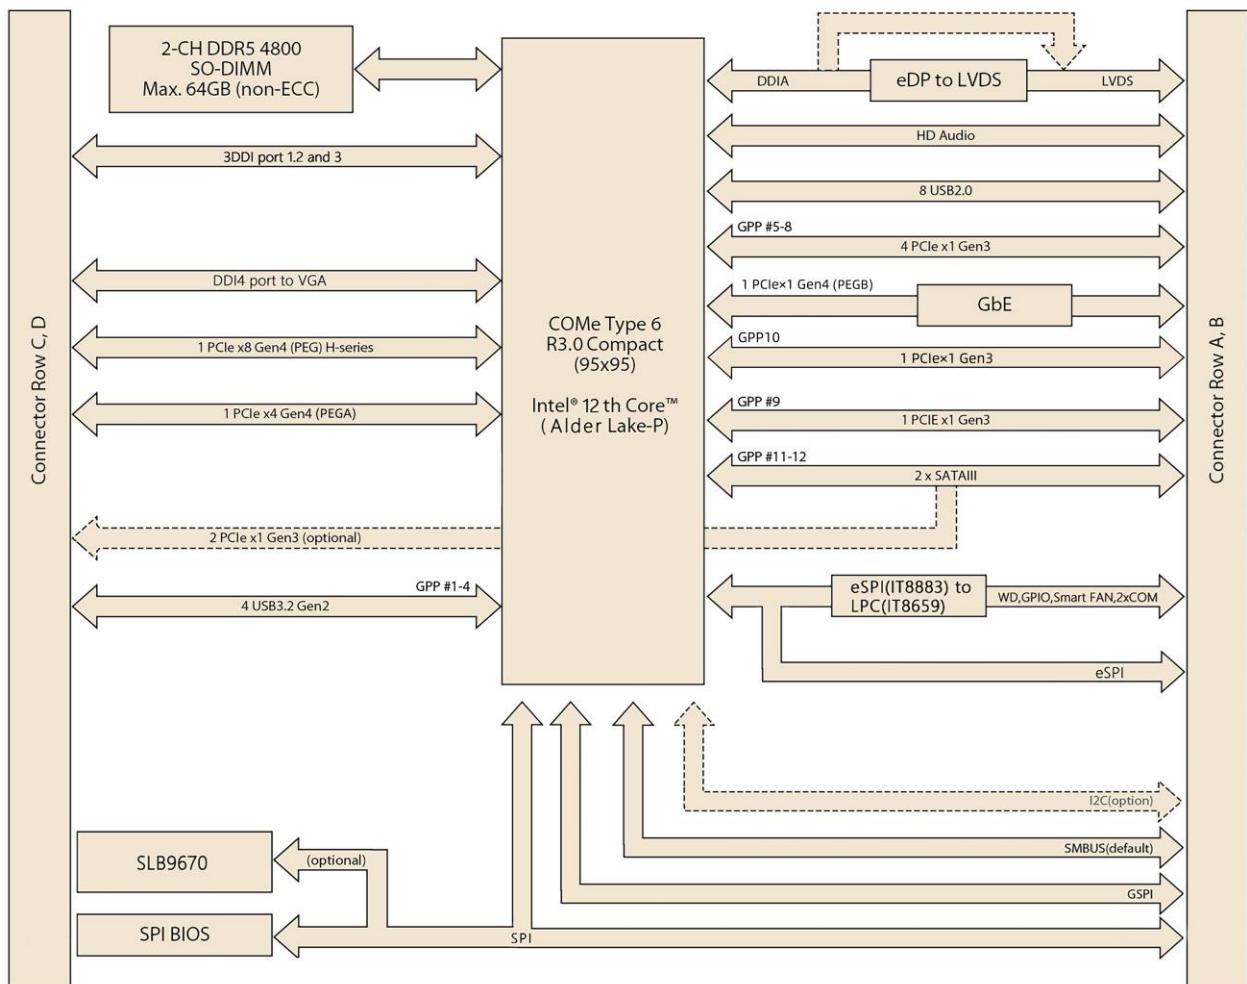 Connector Row C, D
2-CH DDR5 4800
SO-DIMM
Max. 64GB (non-ECC)
3DDI port 1.2 and 3
DDI4 port to VGA
1 PCIe x8 Gen4 (PEG) H-series
1 PCIe x4 Gen4 (PEGA)
2 PCIe x1 Gen3 (optional)
GPP #1-4
4 USB3.2 Gen2
SLB9670
(optional)
SPI BIOS
SPI
COMe Type 6
R3.0 Compact
(95x95)
Intel® 12 th Core™
( Alder Lake-P)
DDIA
eDP to LVDS
LVDS
HD Audio
8 USB2.0
GPP #5-8
4 PCIe x1 Gen3
1 PCIe×1 Gen4 (PEGB)
GbE
GPP10
1 PCIe×1 Gen3
GPP #9
1 PCIE x1 Gen3
GPP #11-12
2 x SATAIII
eSPI(IT8883) to
LPC(IT8659)
WD,GPIO,Smart FAN,2xCOM
eSPI
I2C(option)
SMBUS(default)
GSPI
Connector Row A, B